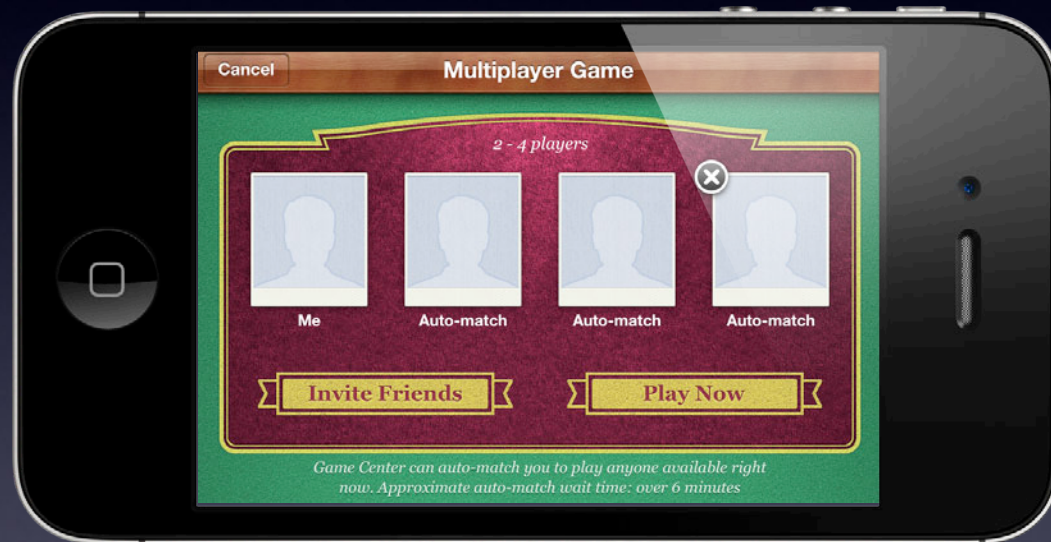 Cancel
Multiplayer Game
2 - 4 players
Me
Auto-match
Auto-match
Auto-match
Invite Friends
Play Now
Game Center can auto-match you to play anyone available right
now. Approximate auto-match wait time: over 6 minutes